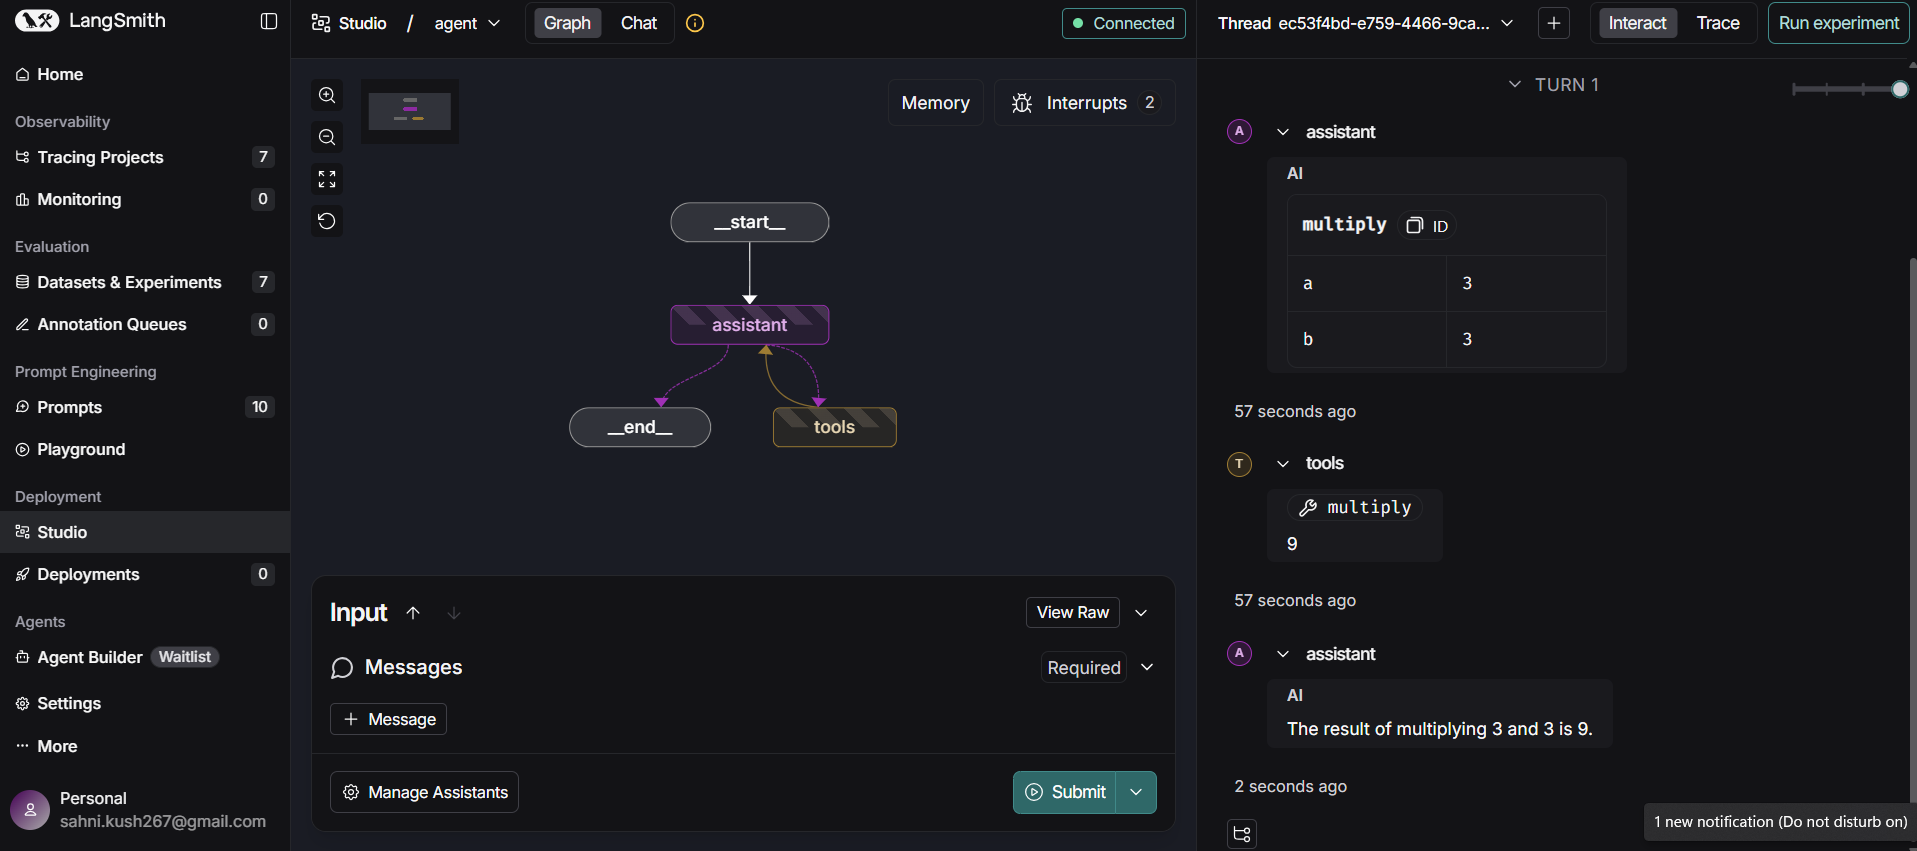 LangSmith
Home
Observability
Tracing Projects 7
Monitoring 0
Evaluation
Datasets & Experiments 7
Annotation Queues 0
Prompt Engineering
Prompts 10
Playground
Deployment
Studio
Deployments 0
Agents
Agent Builder Waitlist
Settings
More
Personal
sahni.kush267@gmail.com
Studio / agent Graph Chat Connected
Memory Interrupts 2
__start__
assistant
__end__ tools
Input View Raw
Messages Required
+ Message
Manage Assistants Submit
Thread ec53f4bd-e759-4466-9ca... + Interact Trace Run experiment
TURN 1
A assistant
AI
multiply ID
a 3
b 3
57 seconds ago
T tools
multiply
9
57 seconds ago
A assistant
AI
The result of multiplying 3 and 3 is 9.
2 seconds ago
1 new notification (Do not disturb on)